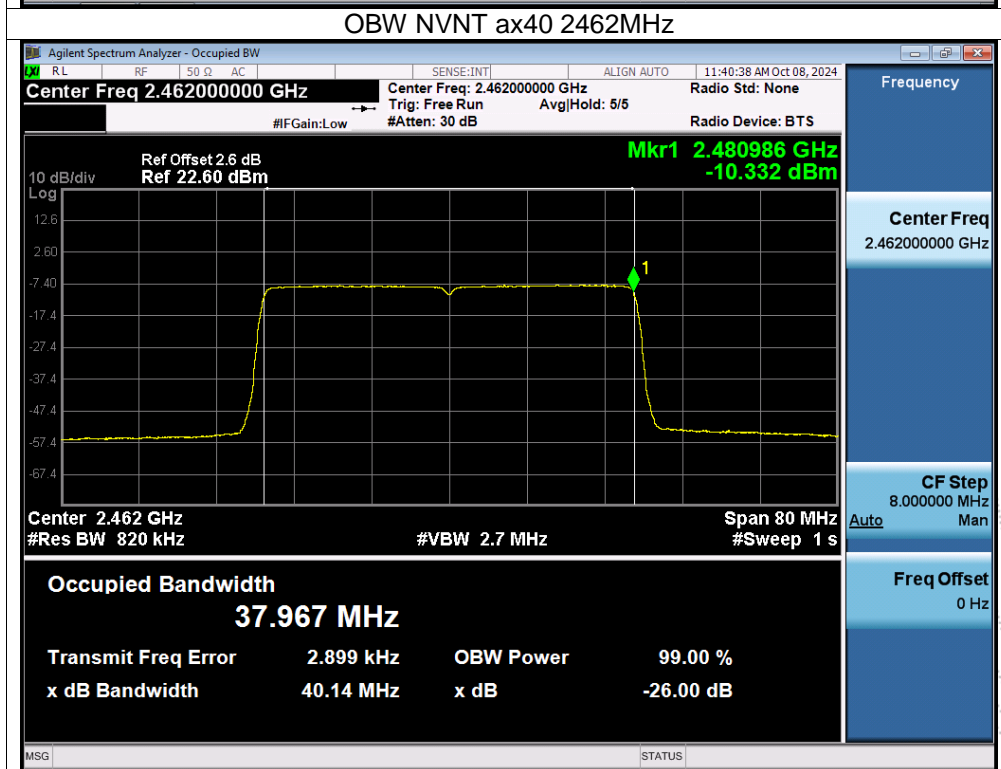 OBW NVNT ax40 2462MHz
Agilent Spectrum Analyzer - Occupied BW
LXI RL RF 50 Ω AC SENSE:INT ALIGN AUTO 11:40:38 AM Oct 08, 2024
Center Freq 2.462000000 GHz
Center Freq: 2.462000000 GHz Radio Std: None
Trig: Free Run Avg|Hold: 5/5
#IFGain:Low #Atten: 30 dB Radio Device: BTS
Frequency
Mkr1 2.480986 GHz
-10.332 dBm
Ref Offset 2.6 dB
10 dB/div Ref 22.60 dBm
Log
12.6
2.60
-7.40
-17.4
-27.4
-37.4
-47.4
-57.4
-67.4
1
Center 2.462 GHz Span 80 MHz
#Res BW 820 kHz #VBW 2.7 MHz #Sweep 1 s
Center Freq
2.462000000 GHz
CF Step
8.000000 MHz
Auto Man
Freq Offset
0 Hz
Occupied Bandwidth
37.967 MHz
Transmit Freq Error 2.899 kHz OBW Power 99.00 %
x dB Bandwidth 40.14 MHz x dB -26.00 dB
MSG STATUS